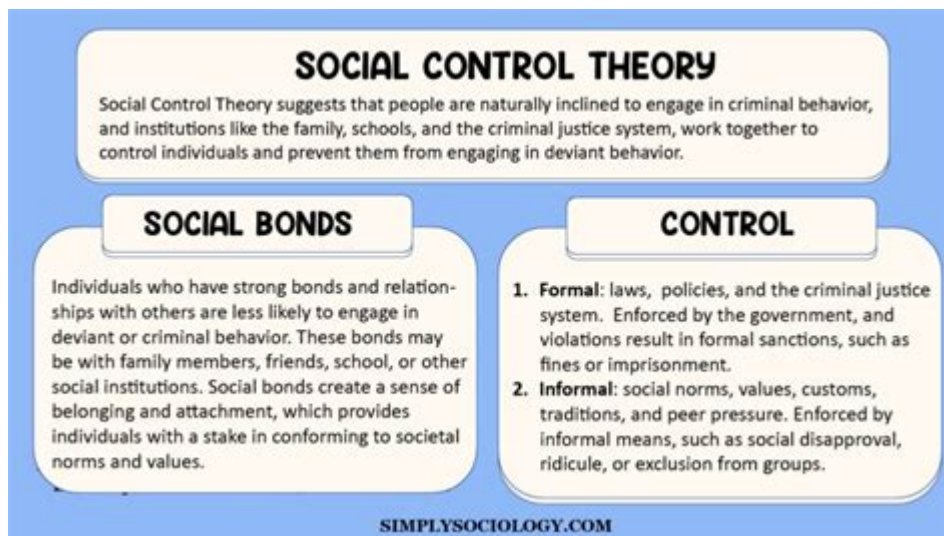 SOCIAL CONTROL THEORY
Social Control Theory suggests that people are naturally inclined to engage in criminal behavior,
and institutions like the family, schools, and the criminal justice system, work together to
control individuals and prevent them from engaging in deviant behavior.
SOCIAL BONDS
Individuals who have strong bonds and relation-
ships with others are less likely to engage in
deviant or criminal behavior. These bonds may
be with family members, friends, school, or other
social institutions. Social bonds create a sense of
belonging and attachment, which provides
individuals with a stake in conforming to societal
norms and values.
CONTROL
1. Formal: laws, policies, and the criminal justice
system. Enforced by the government, and
violations result in formal sanctions, such as
fines or imprisonment.
2. Informal: social norms, values, customs,
traditions, and peer pressure. Enforced by
informal means, such as social disapproval,
ridicule, or exclusion from groups.
SIMPLYSOCIOLOGY.COM